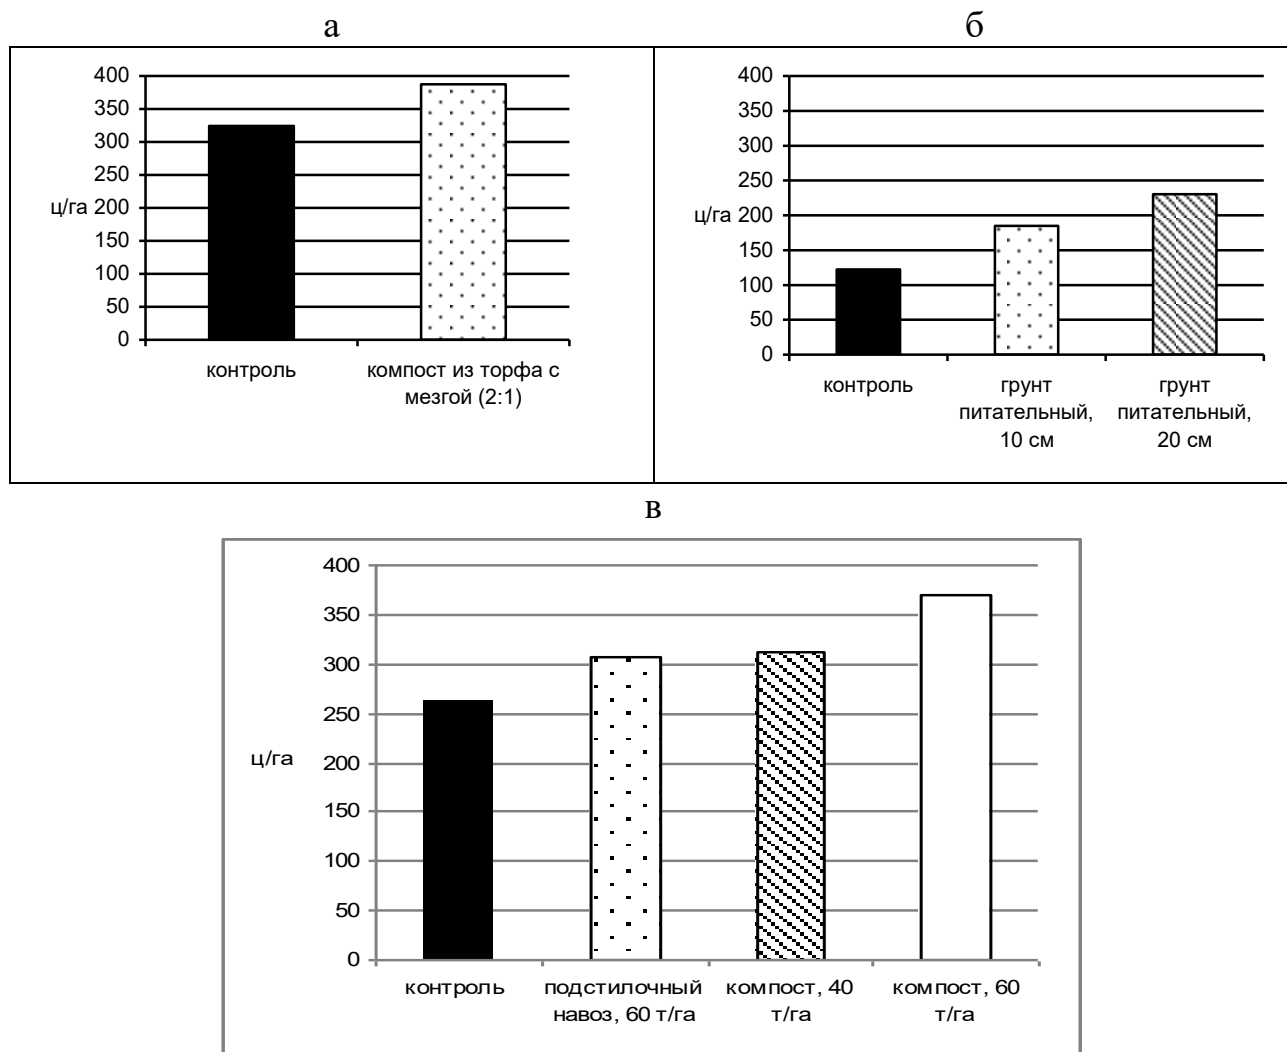 а
б
400
350
300
250
ц/га 200
150
100
50
0
контроль
компост из торфа с
мезгой (2:1)
400
350
300
250
ц/га
200
150
100
50
0
контроль
грунт
питательный,
10 см
грунт
питательный,
20 см
в
400
350
300
250
ц/га
200
150
100
50
0
контроль
подстилочный
навоз, 60 т/га
компост, 40
т/га
компост, 60
т/га